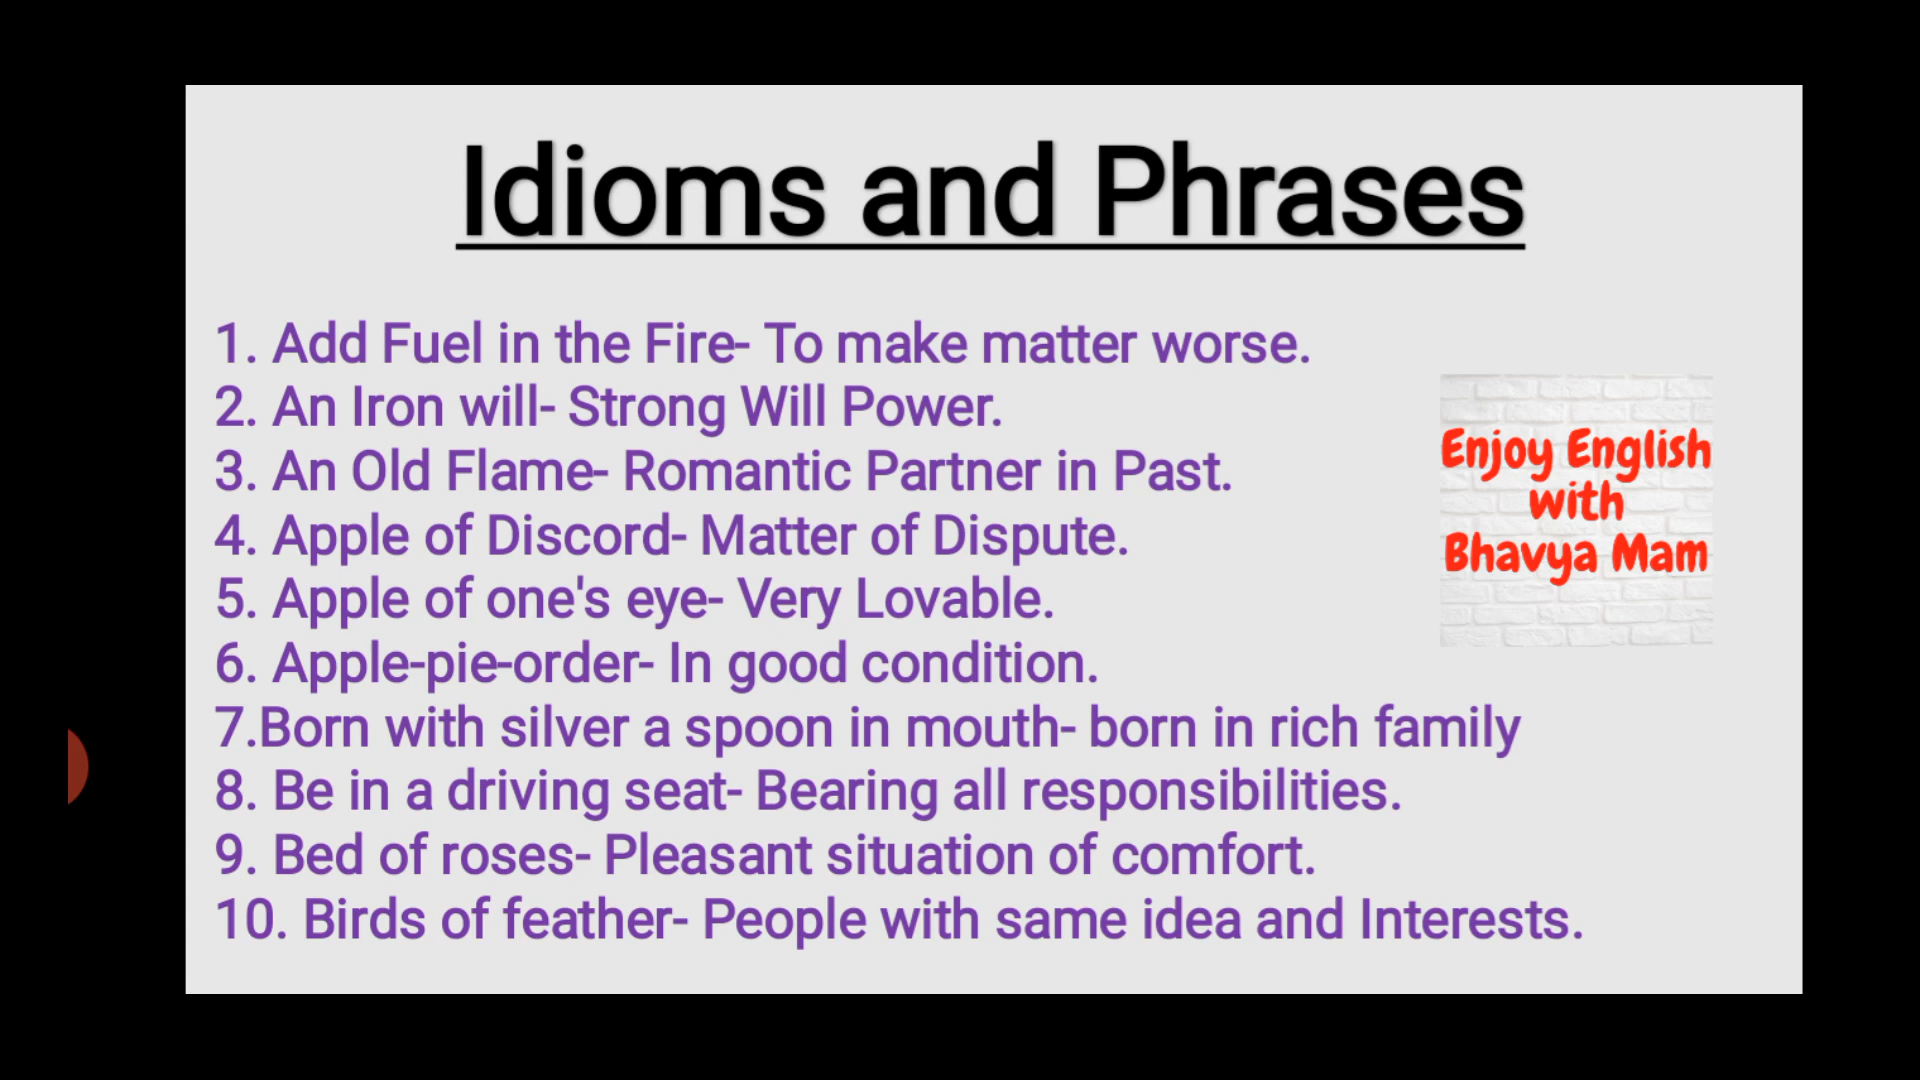 Idioms and Phrases
1. Add Fuel in the Fire- To make matter worse.
2. An Iron will- Strong Will Power.
3. An Old Flame- Romantic Partner in Past.
4. Apple of Discord- Matter of Dispute.
5. Apple of one's eye- Very Lovable.
6. Apple-pie-order- In good condition.
7.Born with silver a spoon in mouth- born in rich family
8. Be in a driving seat- Bearing all responsibilities.
9. Bed of roses- Pleasant situation of comfort.
10. Birds of feather- People with same idea and Interests.
Enjoy English
with
Bhavya Mam